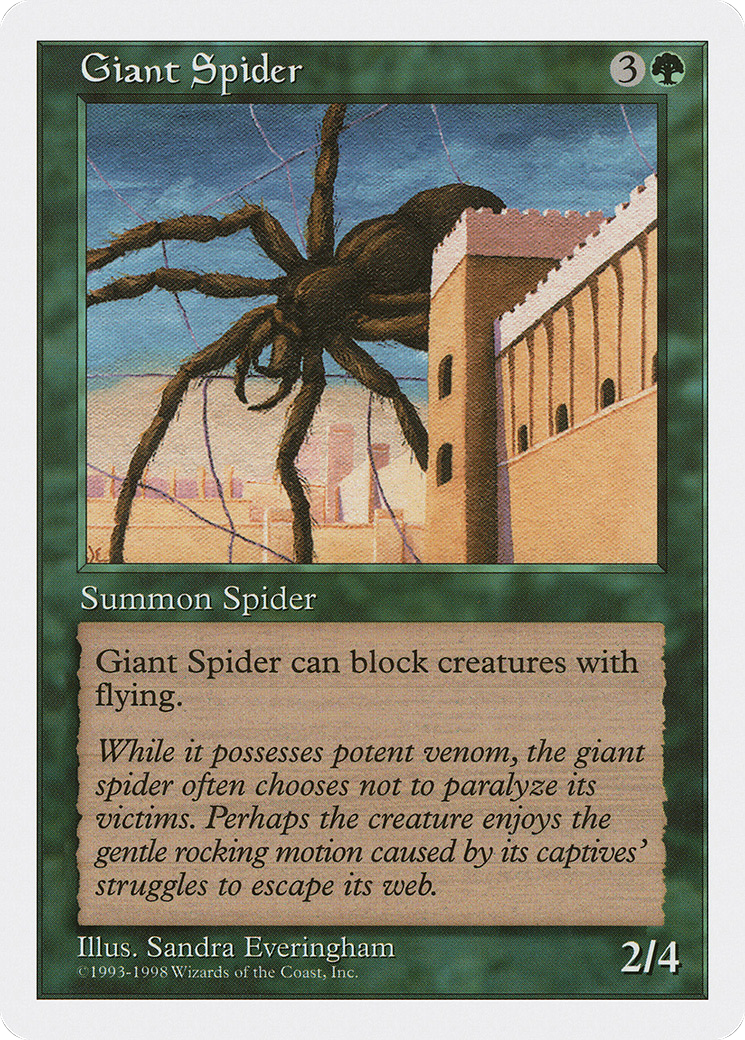 Giant Spider 3
Summon Spider
Giant Spider can block creatures with
flying.
While it possesses potent venom, the giant
spider often chooses not to paralyze its
victims. Perhaps the creature enjoys the
gentle rocking motion caused by its captives’
struggles to escape its web.
Illus. Sandra Everingham
©1993-1998 Wizards of the Coast, Inc.
2/4